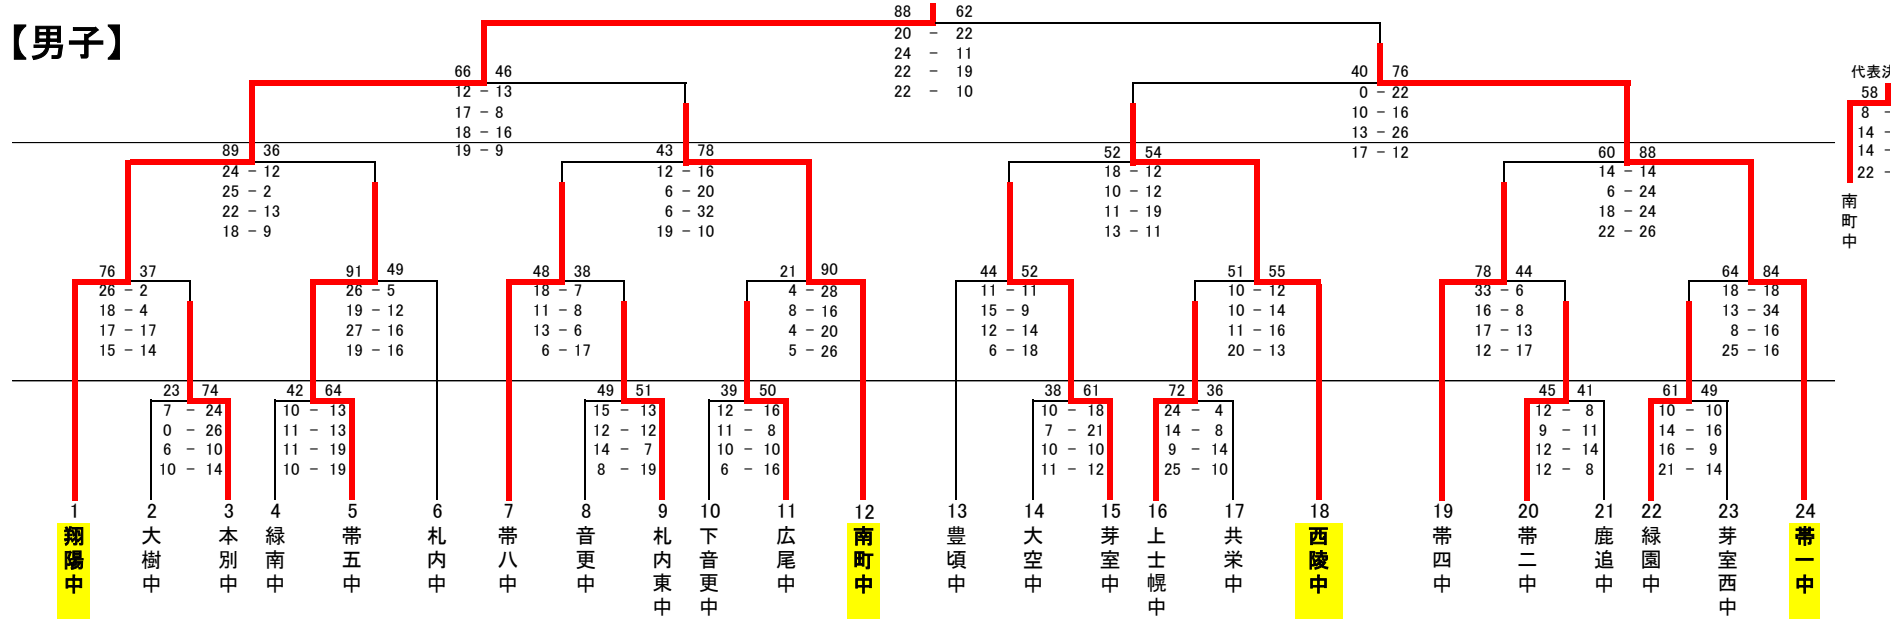 【男子】
88 62
20 - 22
24 - 11
22 - 19
22 - 10
66 46
12 - 13
17 - 8
18 - 16
19 - 9
40 76
0 - 22
10 - 16
13 - 26
17 - 12
代表決
58
8 -
14 -
14 -
22 -
南町中
89 36
24 - 12
25 - 2
22 - 13
18 - 9
43 78
12 - 16
6 - 20
6 - 32
19 - 10
52 54
18 - 12
10 - 12
11 - 19
13 - 11
60 88
14 - 14
6 - 24
18 - 24
22 - 26
76 37
26 - 2
18 - 4
17 - 17
15 - 14
91 49
26 - 5
19 - 12
27 - 16
19 - 16
48 38
18 - 7
11 - 8
13 - 6
6 - 17
21 90
4 - 28
8 - 16
4 - 20
5 - 26
44 52
11 - 11
15 - 9
12 - 14
6 - 18
51 55
10 - 12
10 - 14
11 - 16
20 - 13
78 44
33 - 6
16 - 8
17 - 13
12 - 17
64 84
18 - 18
13 - 34
8 - 16
25 - 16
23 74
7 - 24
0 - 26
6 - 10
10 - 14
42 64
10 - 13
11 - 13
11 - 19
10 - 19
49 51
15 - 13
12 - 12
14 - 7
8 - 19
39 50
12 - 16
11 - 8
10 - 10
6 - 16
38 61
10 - 18
7 - 21
10 - 10
11 - 12
72 36
24 - 4
14 - 8
9 - 14
25 - 10
45 41
12 - 8
9 - 11
12 - 14
12 - 8
61 49
10 - 10
14 - 16
16 - 9
21 - 14
1 翔陽中
2 大樹中
3 本別中
4 緑南中
5 帯五中
6 札内中
7 帯八中
8 音更中
9 札内東中
10 下音更中
11 広尾中
12 南町中
13 豊頃中
14 大空中
15 芽室中
16 上士幌中
17 共栄中
18 西陵中
19 帯四中
20 帯二中
21 鹿追中
22 緑園中
23 芽室西中
24 帯一中